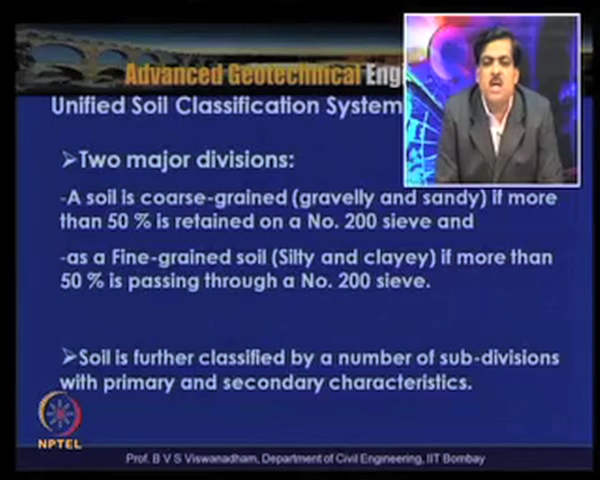 Advanced Geotechnical Engi
Unified Soil Classification System
➢Two major divisions:
-A soil is coarse-grained (gravelly and sandy) if more
than 50 % is retained on a No. 200 sieve and
-as a Fine-grained soil (Silty and clayey) if more than
50 % is passing through a No. 200 sieve.
➢Soil is further classified by a number of sub-divisions
with primary and secondary characteristics.
NPTEL
Prof. B V S Viswanadham, Department of Civil Engineering, IIT Bombay